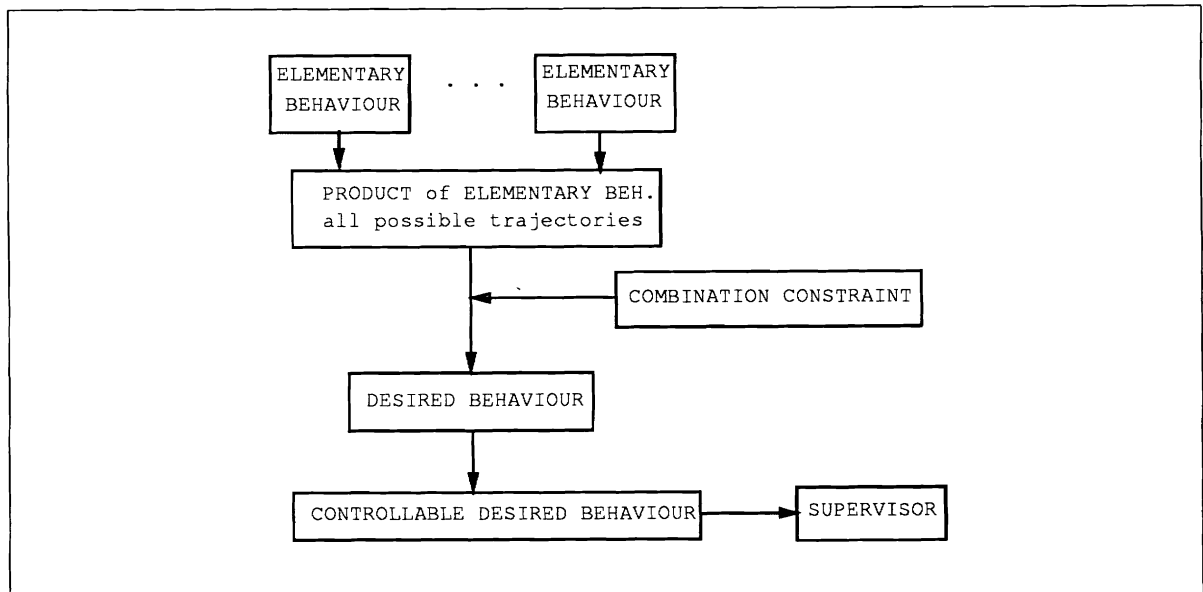 ELEMENTARY
BEHAVIOUR
. . .
ELEMENTARY
BEHAVIOUR
PRODUCT of ELEMENTARY BEH.
all possible trajectories
COMBINATION CONSTRAINT
DESIRED BEHAVIOUR
CONTROLLABLE DESIRED BEHAVIOUR
SUPERVISOR